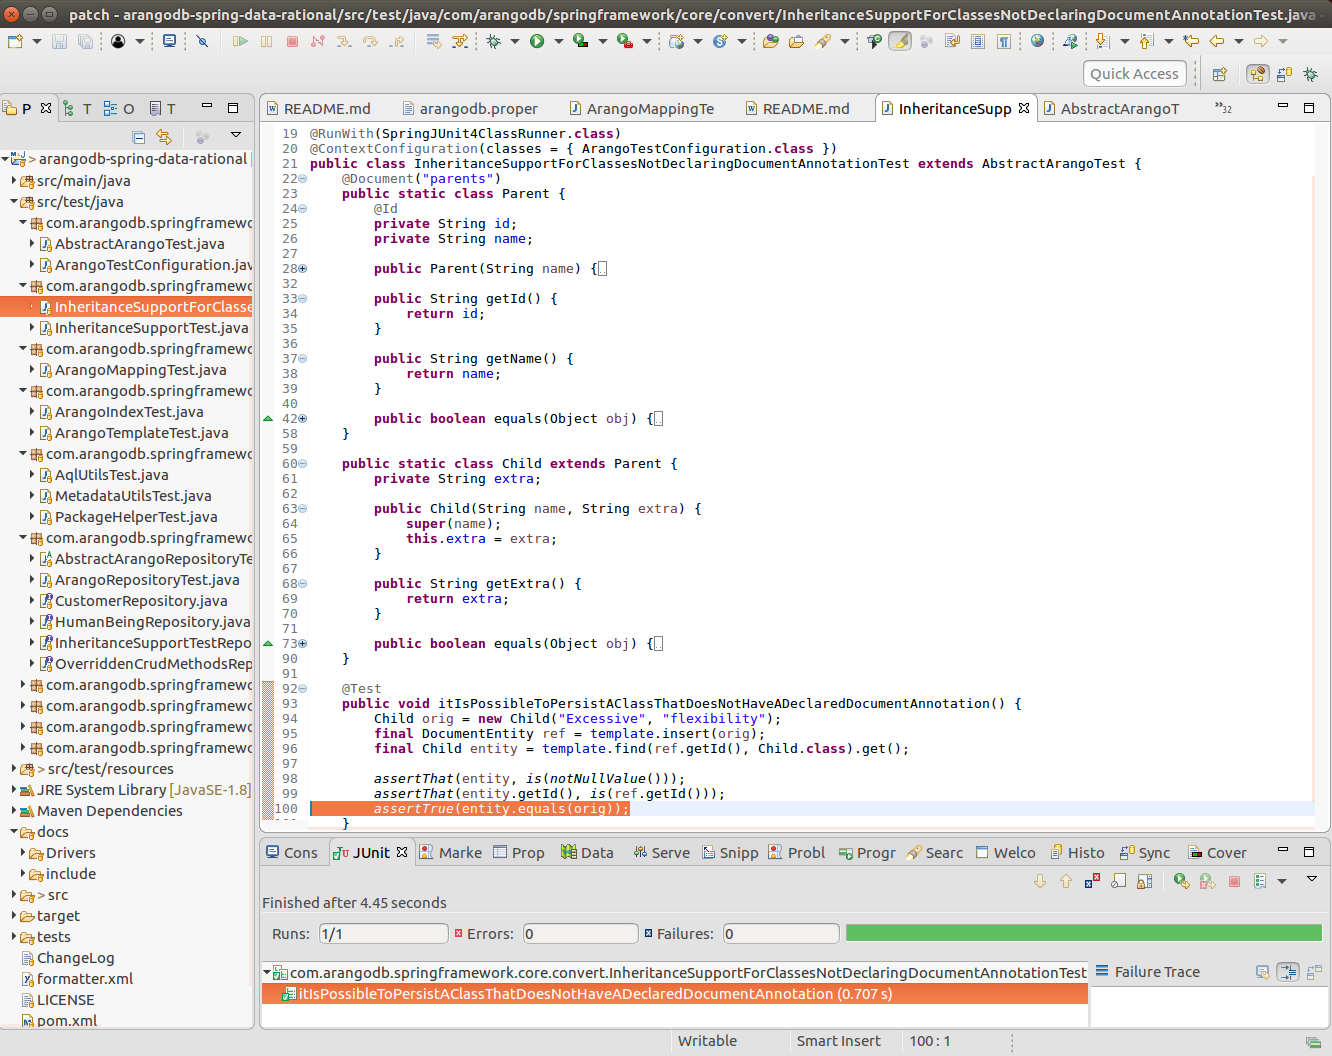 patch - arangodb-spring-data-rational/src/test/java/com/arangodb/springframework/core/convert/InheritanceSupportForClassesNotDeclaringDocumentAnnotationTest.java -
Quick Access
P T O T
README.md arangodb.proper ArangoMappingTe README.md InheritanceSupp AbstractArangoT »32
> arangodb-spring-data-rational
src/main/java
src/test/java
com.arangodb.springframewo
AbstractArangoTest.java
ArangoTestConfiguration.jav
com.arangodb.springframewo
InheritanceSupportForClasse
InheritanceSupportTest.java
com.arangodb.springframewo
ArangoMappingTest.java
com.arangodb.springframewo
ArangoIndexTest.java
ArangoTemplateTest.java
com.arangodb.springframewo
AqlUtilsTest.java
MetadataUtilsTest.java
PackageHelperTest.java
com.arangodb.springframewo
AbstractArangoRepositoryTe
ArangoRepositoryTest.java
CustomerRepository.java
HumanBeingRepository.java
InheritanceSupportTestRepo
OverriddenCrudMethodsRep
com.arangodb.springframewo
com.arangodb.springframewo
com.arangodb.springframewo
com.arangodb.springframewo
> src/test/resources
JRE System Library [JavaSE-1.8]
Maven Dependencies
docs
Drivers
include
> src
target
tests
ChangeLog
formatter.xml
LICENSE
pom.xml
19 @RunWith(SpringJUnit4ClassRunner.class)
20 @ContextConfiguration(classes = { ArangoTestConfiguration.class })
21 public class InheritanceSupportForClassesNotDeclaringDocumentAnnotationTest extends AbstractArangoTest {
22 @Document("parents")
23 public static class Parent {
24 @Id
25 private String id;
26 private String name;
27
28 public Parent(String name) {
32
33 public String getId() {
34 return id;
35 }
36
37 public String getName() {
38 return name;
39 }
40
42 public boolean equals(Object obj) {
58 }
59
60 public static class Child extends Parent {
61 private String extra;
62
63 public Child(String name, String extra) {
64 super(name);
65 this.extra = extra;
66 }
67
68 public String getExtra() {
69 return extra;
70 }
71
73 public boolean equals(Object obj) {
90 }
91
92 @Test
93 public void itIsPossibleToPersistAClassThatDoesNotHaveADeclaredDocumentAnnotation() {
94 Child orig = new Child("Excessive", "flexibility");
95 final DocumentEntity ref = template.insert(orig);
96 final Child entity = template.find(ref.getId(), Child.class).get();
97
98 assertThat(entity, is(notNullValue()));
99 assertThat(entity.getId(), is(ref.getId()));
100 assertTrue(entity.equals(orig));
}
Cons JUnit Marke Prop Data Serve Snipp Probl Progr Searc Welco Histo Sync Cover
Finished after 4.45 seconds
Runs: 1/1 Errors: 0 Failures: 0
com.arangodb.springframework.core.convert.InheritanceSupportForClassesNotDeclaringDocumentAnnotationTest
itIsPossibleToPersistAClassThatDoesNotHaveADeclaredDocumentAnnotation (0.707 s)
Failure Trace
Writable Smart Insert 100 : 1